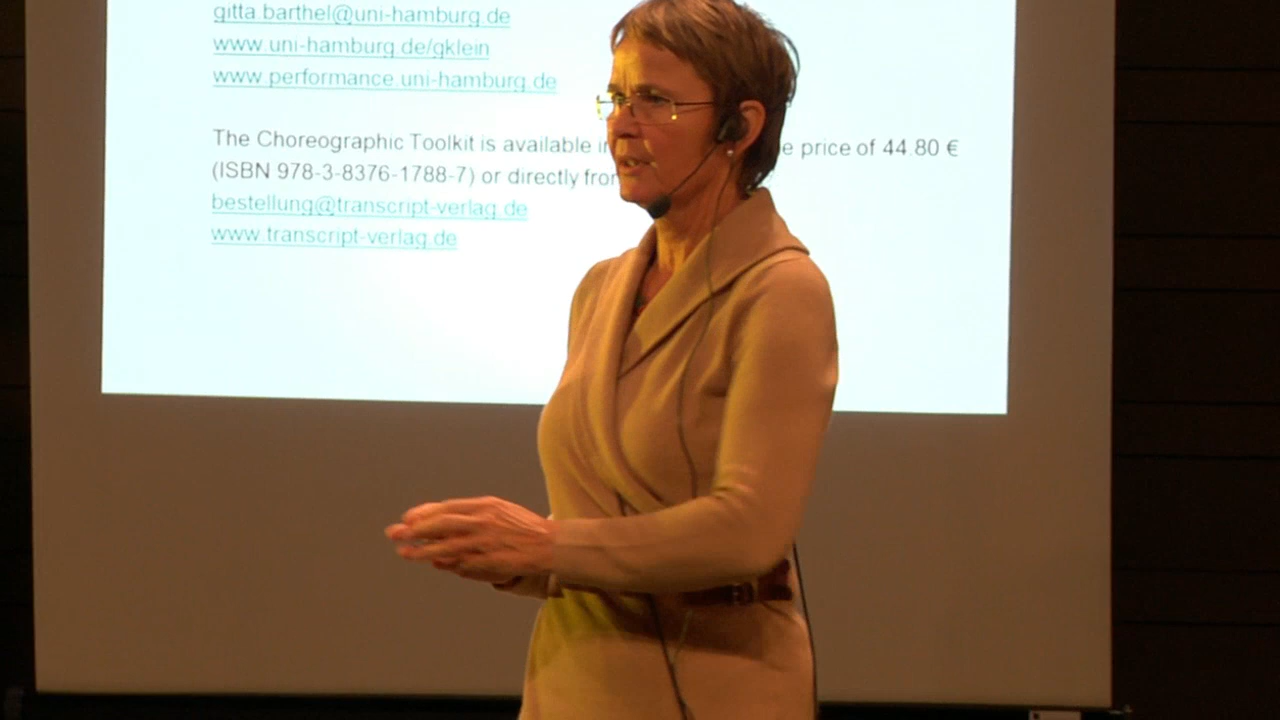 gitta.barthel@uni-hamburg.de
www.uni-hamburg.de/gklein
www.performance.uni-hamburg.de
The Choreographic Toolkit is available price of 44.80 €
(ISBN 978-3-8376-1788-7) or directly
bestellung@transcript-verlag.de
www.transcript-verlag.de